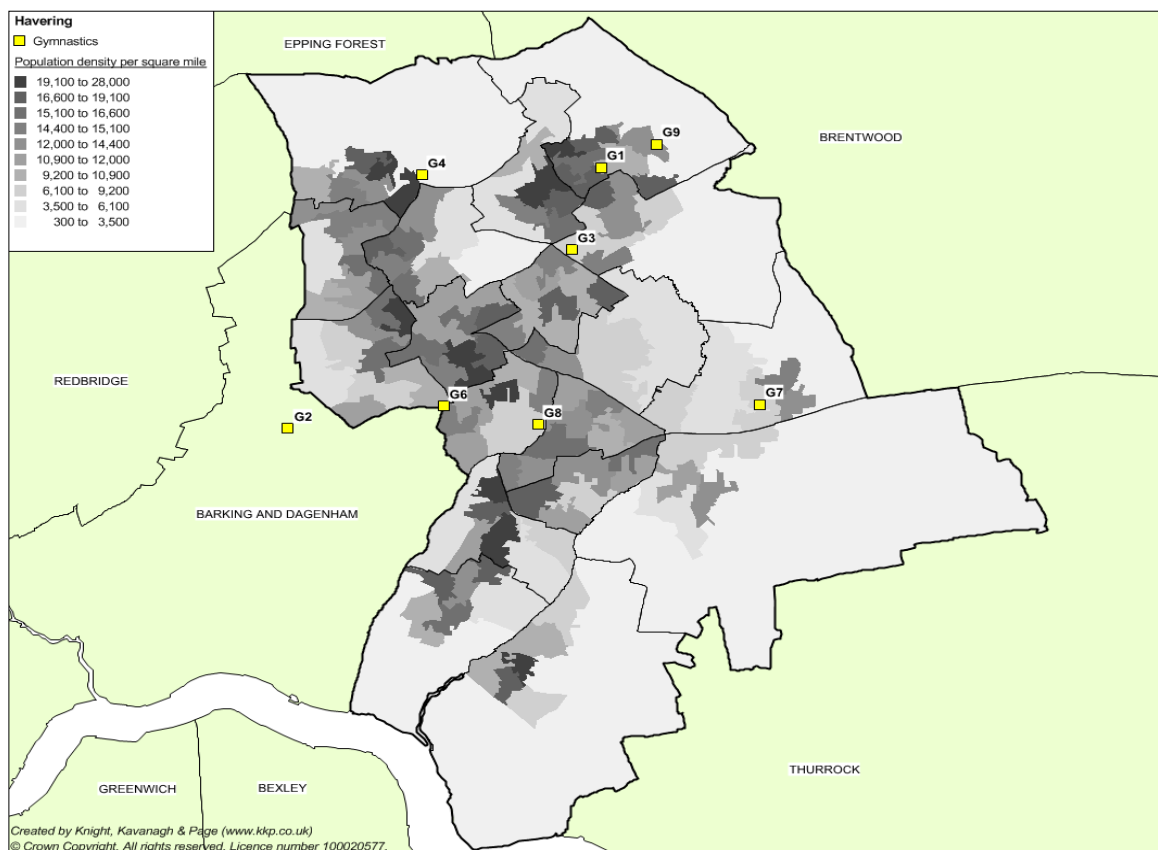 Havering
Gymnastics
Population density per square mile
19,100 to 28,000
16,600 to 19,100
15,100 to 16,600
14,400 to 15,100
12,000 to 14,400
10,900 to 12,000
9,200 to 10,900
6,100 to 9,200
3,500 to 6,100
300 to 3,500
EPPING FOREST
BRENTWOOD
G9
G1
G4
G3
REDBRIDGE
G6
G7
G2
G8
BARKING AND DAGENHAM
THURROCK
GREENWICH
BEXLEY
Created by Knight, Kavanagh & Page (www.kkp.co.uk)
© Crown Copyright. All rights reserved. Licence number 100020577.